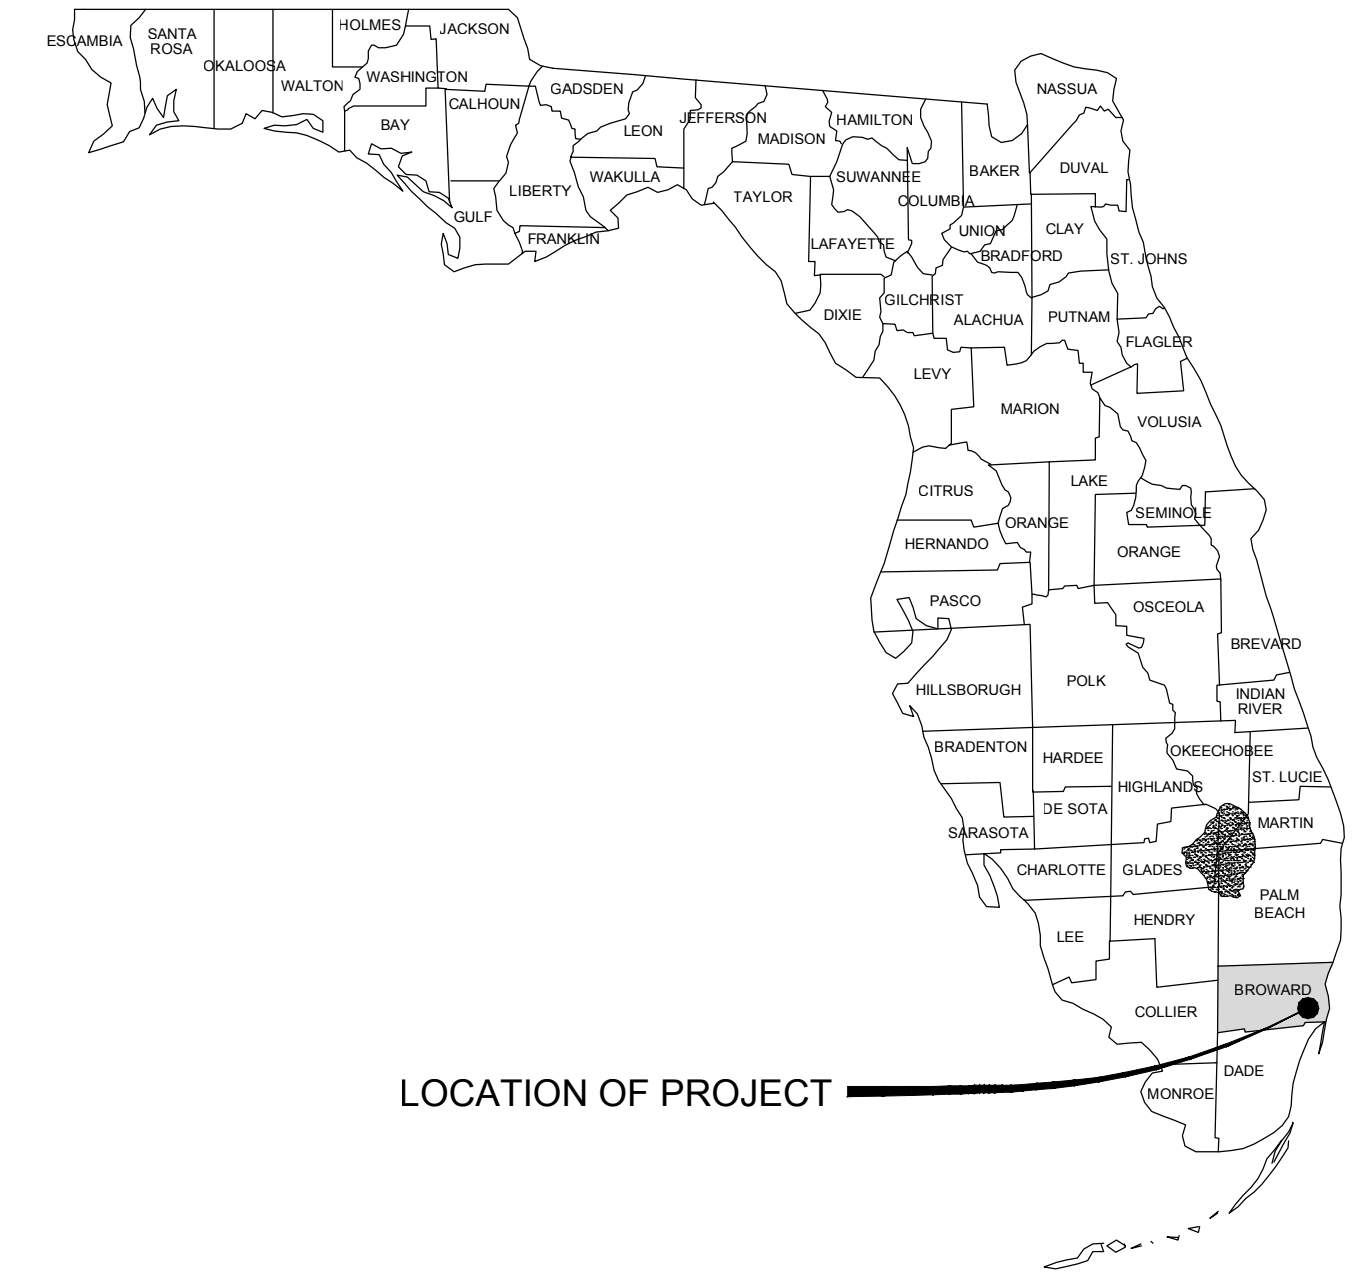 ESCAMBIA
SANTA
ROSA
OKALOOSA
WALTON
HOLMES
JACKSON
WASHINGTON
BAY
CALHOUN
GULF
LIBERTY
FRANKLIN
GADSDEN
LEON
WAKULLA
JEFFERSON
MADISON
TAYLOR
HAMILTON
SUWANNEE
LAFAYETTE
COLUMBIA
BAKER
NASSUA
DUVAL
UNION
BRADFORD
CLAY
ST. JOHNS
DIXIE
GILCHRIST
ALACHUA
PUTNAM
FLAGLER
LEVY
MARION
VOLUSIA
CITRUS
LAKE
ORANGE
SEMINOLE
HERNANDO
ORANGE
PASCO
OSCEOLA
BREVARD
HILLSBOROUGH
POLK
INDIAN
RIVER
BRADENTON
HARDEE
OKEECHOBEE
ST. LUCIE
HIGHLANDS
DE SOTA
SARASOTA
MARTIN
CHARLOTTE
GLADES
PALM
BEACH
LEE
HENDRY
BROWARD
COLLIER
DADE
MONROE
LOCATION OF PROJECT